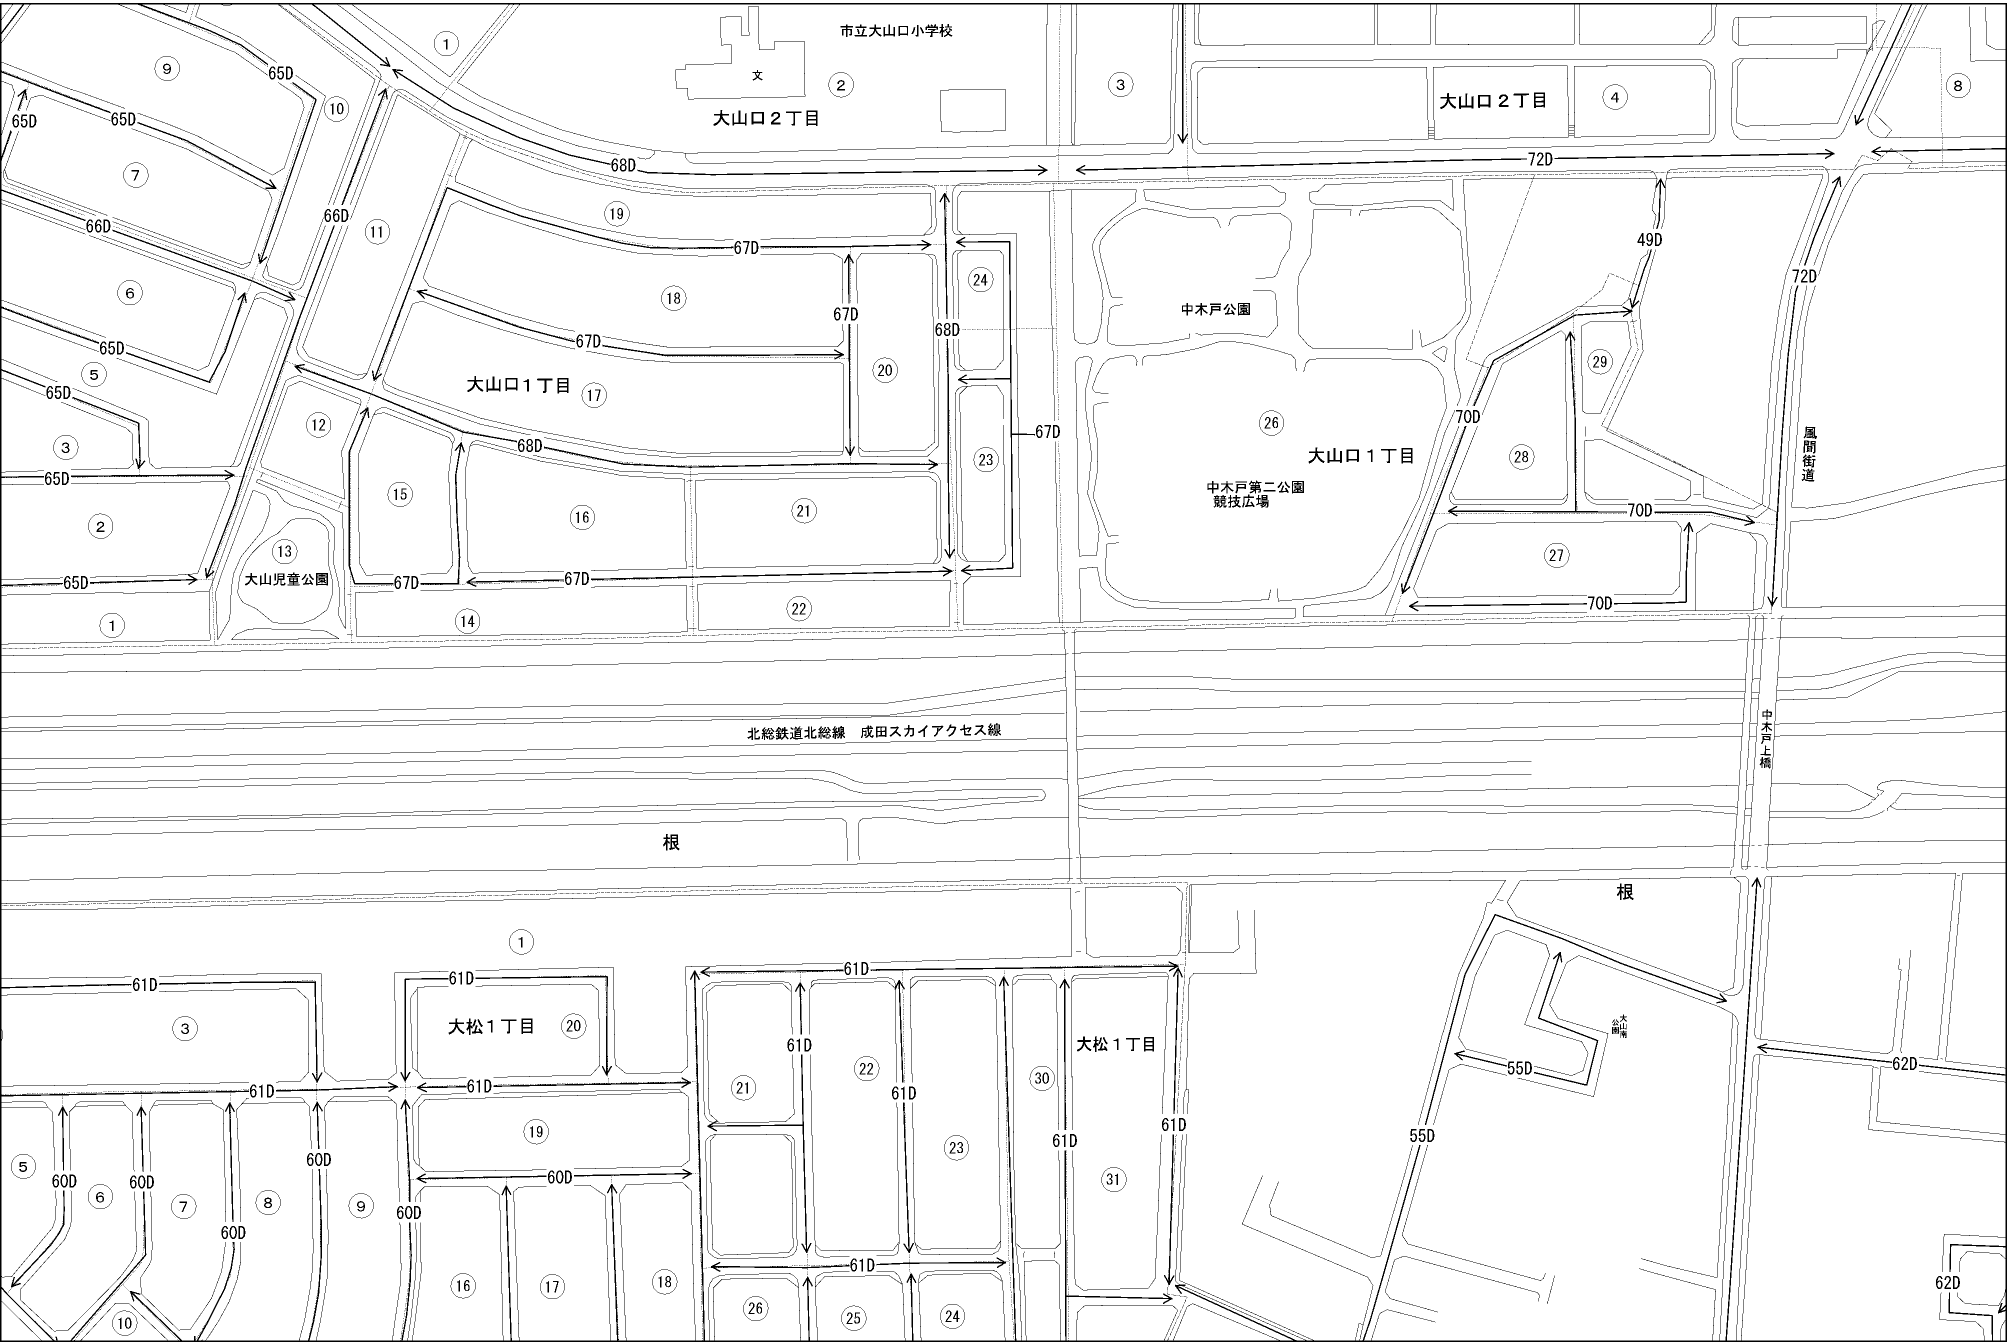 ①
市立大山口小学校
⑨
65D
文
②
③
④
⑧
⑩
大山口２丁目
大山口２丁目
65D
65D
68D
72D
⑦
66D
⑲
66D
⑪
67D
49D
72D
⑥
⑱
㉔
中木戸公園
67D
68D
65D
67D
⑤
⑳
㉙
大山口１丁目
⑰
65D
⑫
70D
③
68D
67D
㉖
大山口１丁目
風間街道
65D
㉓
㉘
⑮
中木戸第二公園
競技広場
②
⑯
㉑
70D
⑬
大山児童公園
65D
67D
67D
㉗
70D
①
⑭
㉒
北総鉄道北総線　成田スカイアクセス線
中木戸上橋
根
根
①
61D
61D
61D
③
大松１丁目
⑳
大山南
公園
61D
大松１丁目
62D
61D
61D
㉑
㉒
㉚
55D
61D
⑲
61D
61D
55D
⑤
60D
60D
60D
㉓
⑥
60D
⑦
⑧
⑨
60D
60D
㉛
61D
⑯
⑰
⑱
62D
⑩
㉖
㉕
㉔